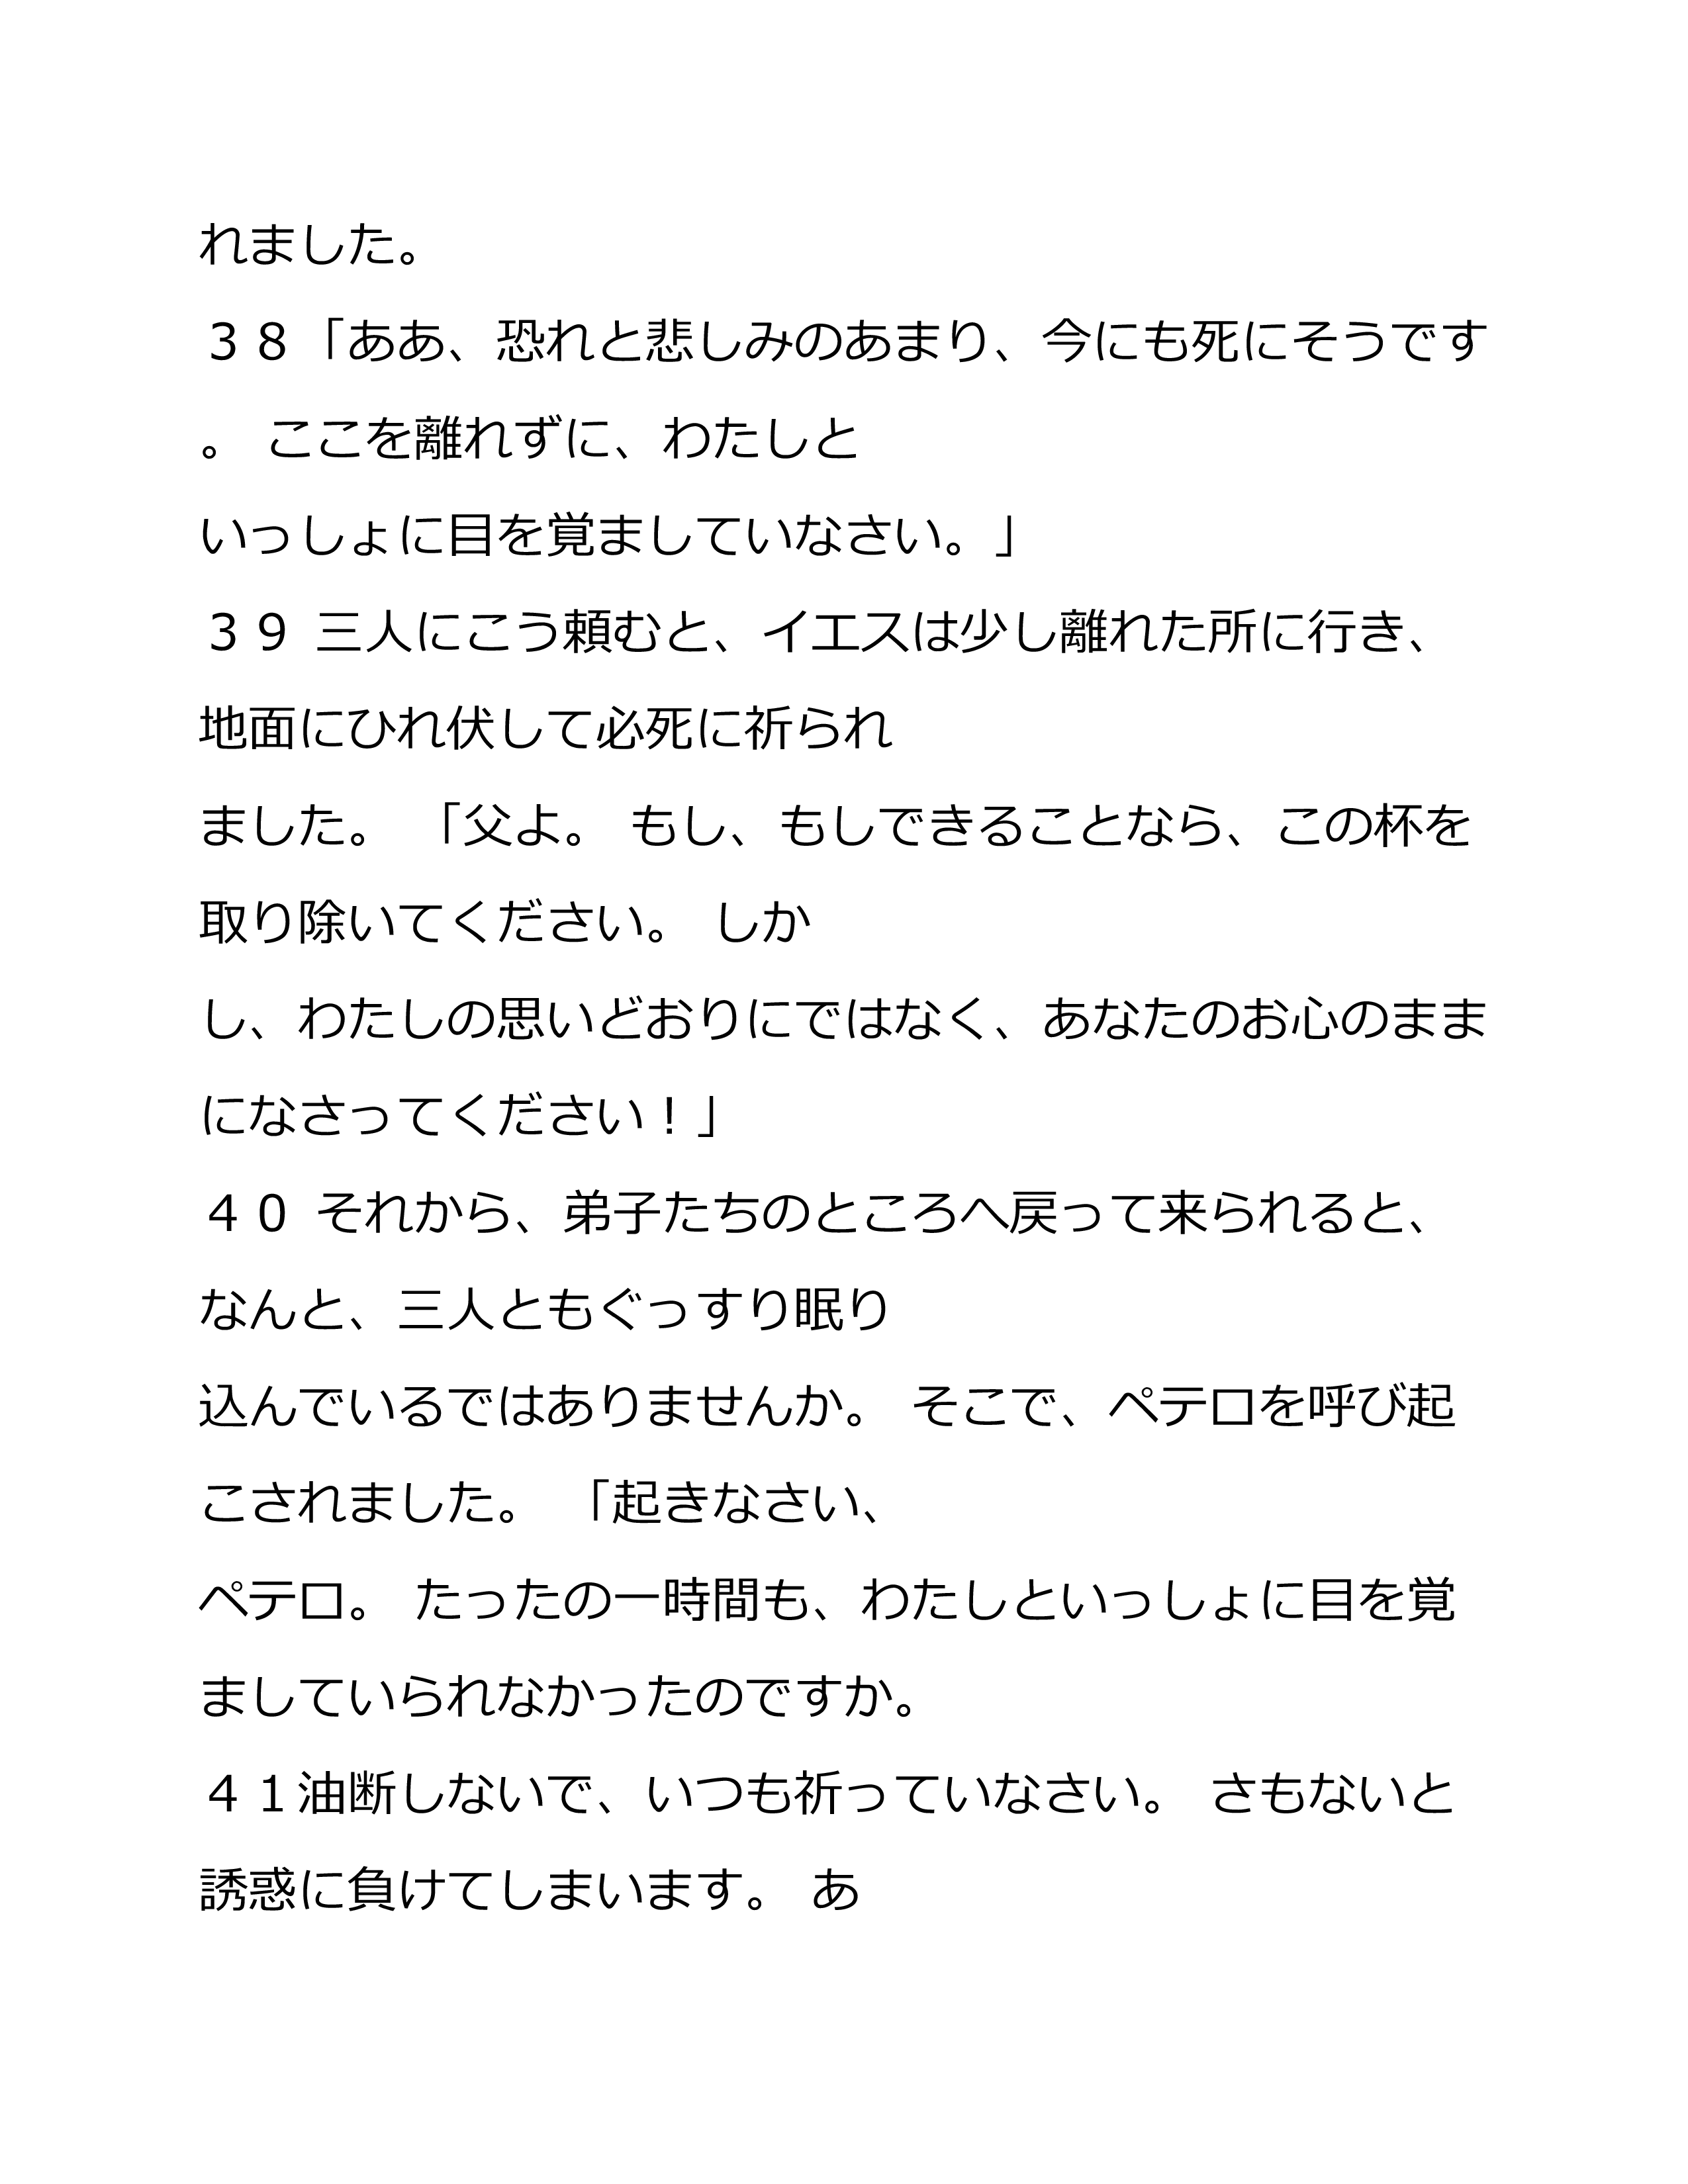 れました。
３８「ああ、恐れと悲しみのあまり、今にも死にそうです
。 ここを離れずに、わたしと
いっしょに目を覚ましていなさい。」
３９ 三人にこう頼むと、イエスは少し離れた所に行き、
地面にひれ伏して必死に祈られ
ました。 「父よ。 もし、もしできることなら、この杯を
取り除いてください。 しか
し、わたしの思いどおりにではなく、あなたのお心のまま
になさってください！」
４０ それから、弟子たちのところへ戻って来られると、
なんと、三人ともぐっすり眠り
込んでいるではありませんか。 そこで、ペテロを呼び起
こされました。 「起きなさい、
ペテロ。 たったの一時間も、わたしといっしょに目を覚
ましていられなかったのですか。
４１油断しないで、いつも祈っていなさい。 さもないと
誘惑に負けてしまいます。 あ